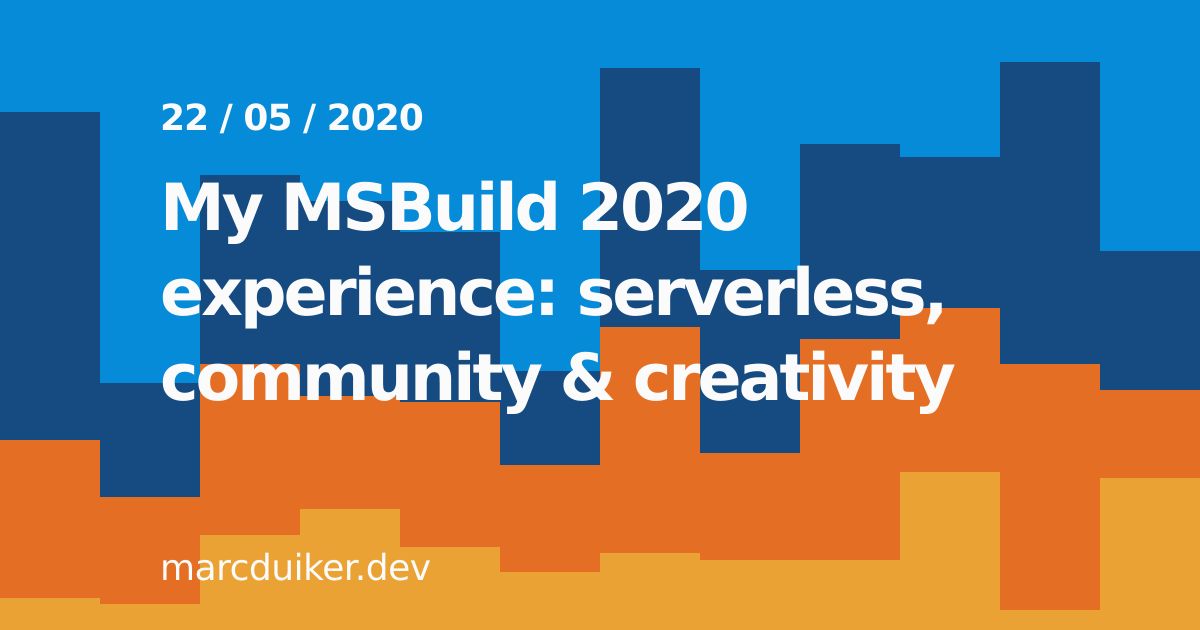 22 / 05 / 2020
My MSBuild 2020
experience: serverless,
community & creativity
marcduiker.dev